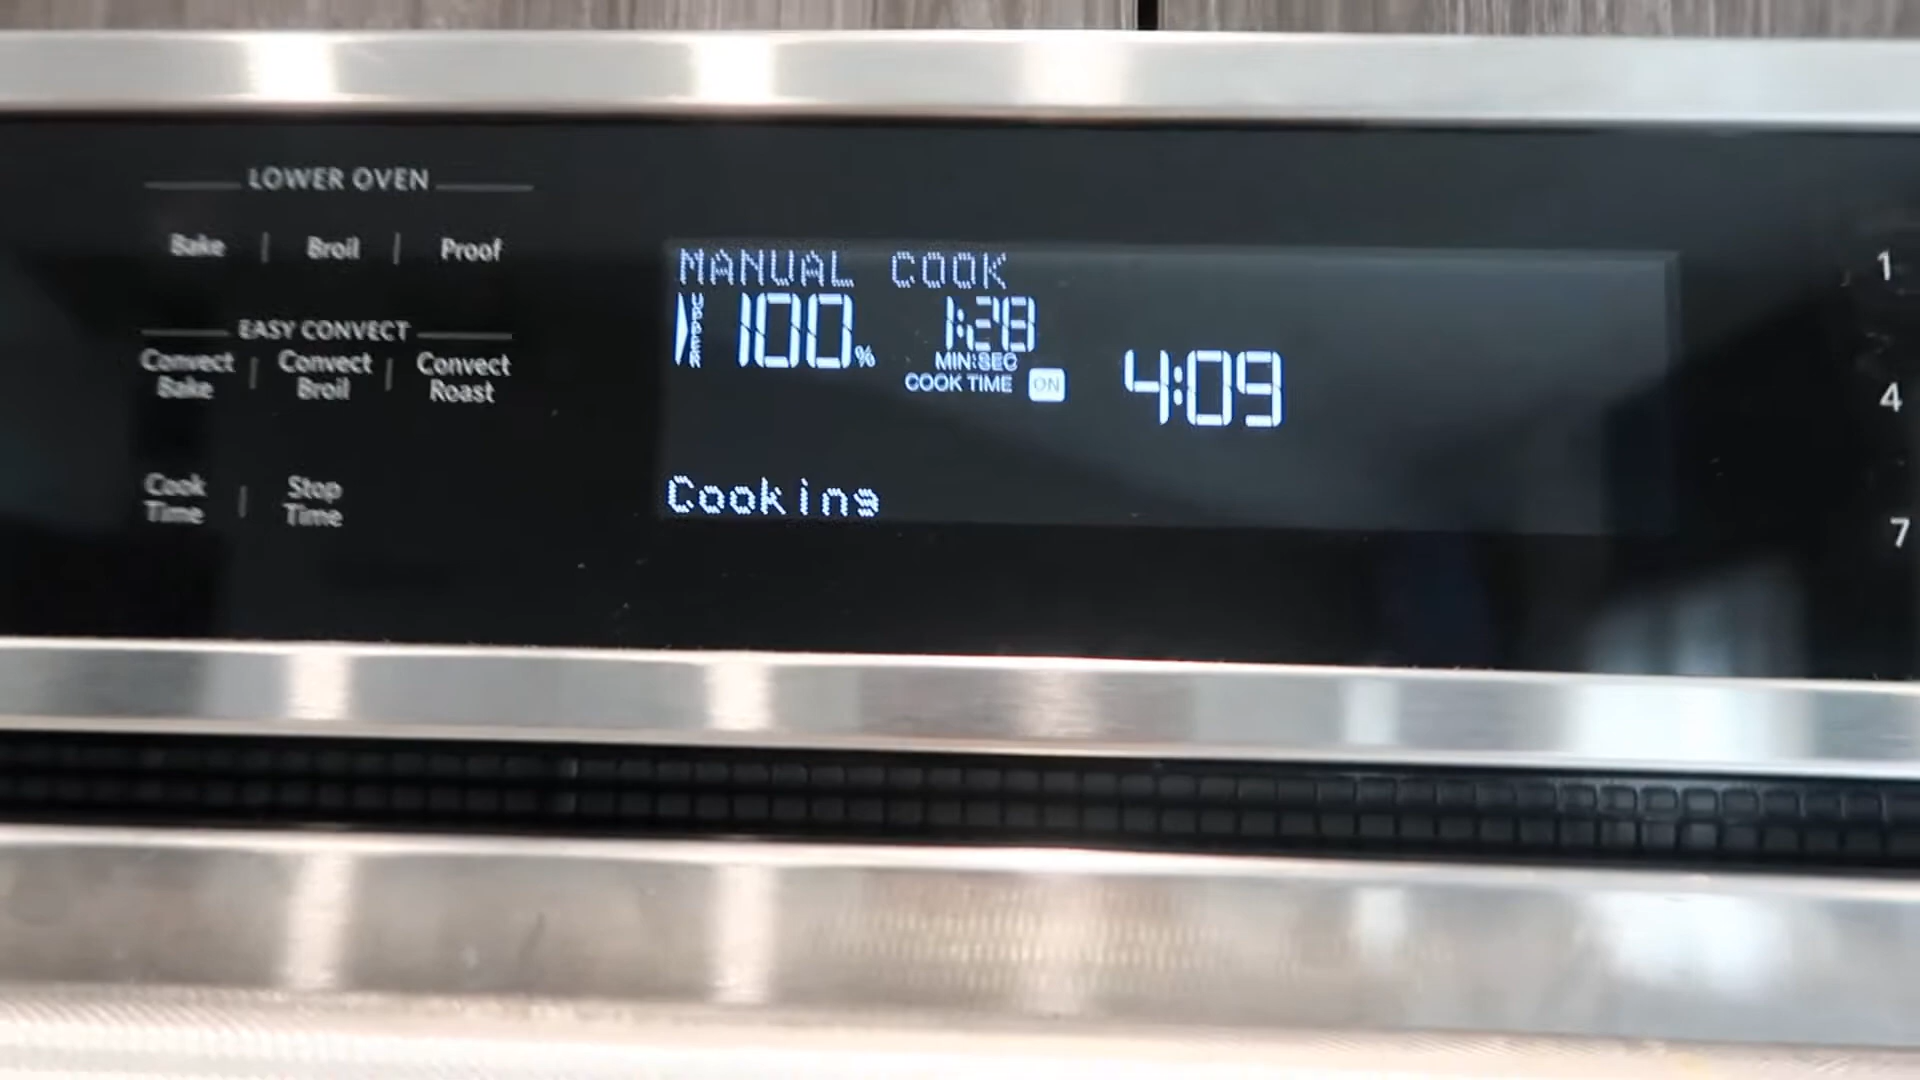 LOWER OVEN
Bake | Broil | Proof
EASY CONVECT
Convect Bake | Convect Broil | Convect Roast
Cook Time | Stop Time
MANUAL COOK
UPPER 100% 1:28
MIN:SEC
COOK TIME ON
4:09
Cooking
1
4
7